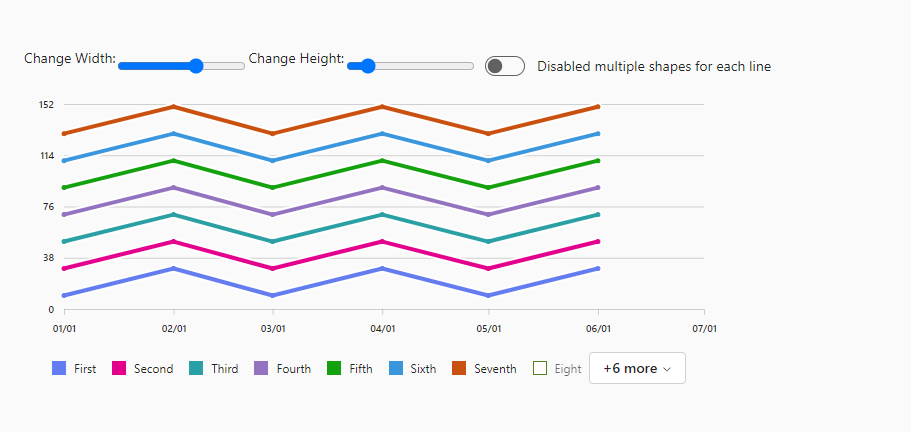 Change Width: Change Height: Disabled multiple shapes for each line
152
114
76
38
0
01/01 02/01 03/01 04/01 05/01 06/01 07/01
First Second Third Fourth Fifth Sixth Seventh Eight +6 more